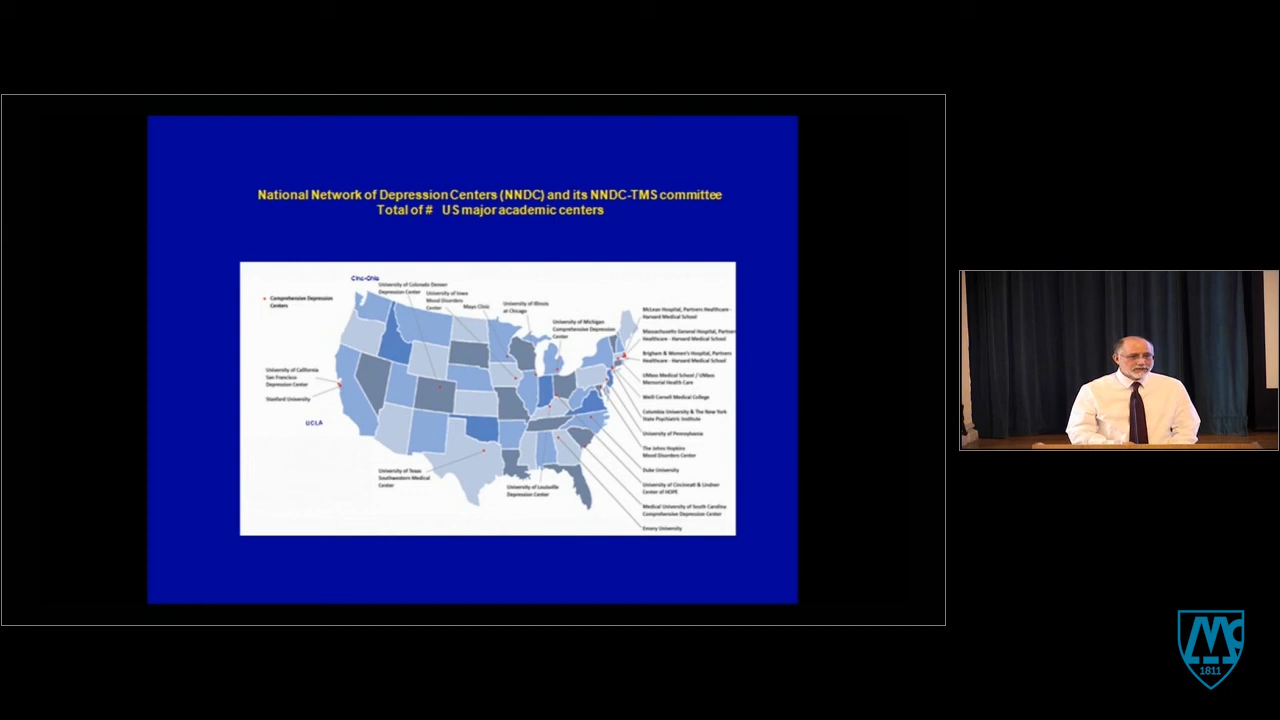 National Network of Depression Centers (NNDC) and its NNDC-TMS committee
Total of # US major academic centers
Cinc-Ohio
University of Colorado Denver
Depression Center
University of Iowa
Mood Disorders
Center
Mayo Clinic
University of Illinois
at Chicago
University of Michigan
Comprehensive Depression
Center
Comprehensive Depression
Centers
McLean Hospital, Partners Healthcare -
Harvard Medical School
Massachusetts General Hospital, Partners
Healthcare - Harvard Medical School
Brigham & Women's Hospital, Partners
Healthcare - Harvard Medical School
UMass Medical School / UMass
Memorial Health Care
Weill Cornell Medical College
Columbia University & The New York
State Psychiatric Institute
University of Pennsylvania
The Johns Hopkins
Mood Disorders Center
Duke University
University of Cincinnati & Lindner
Center of HOPE
Medical University of South Carolina
Comprehensive Depression Center
Emory University
University of California
San Francisco
Depression Center
Stanford University
UCLA
University of Texas
Southwestern Medical
Center
University of Louisville
Depression Center
Mc
1811